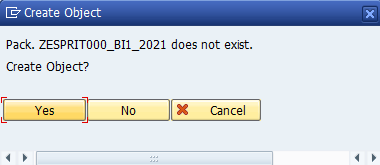 Create Object
Pack. ZESPRIT000_BI1_2021 does not exist.
Create Object?
Yes
No
Cancel